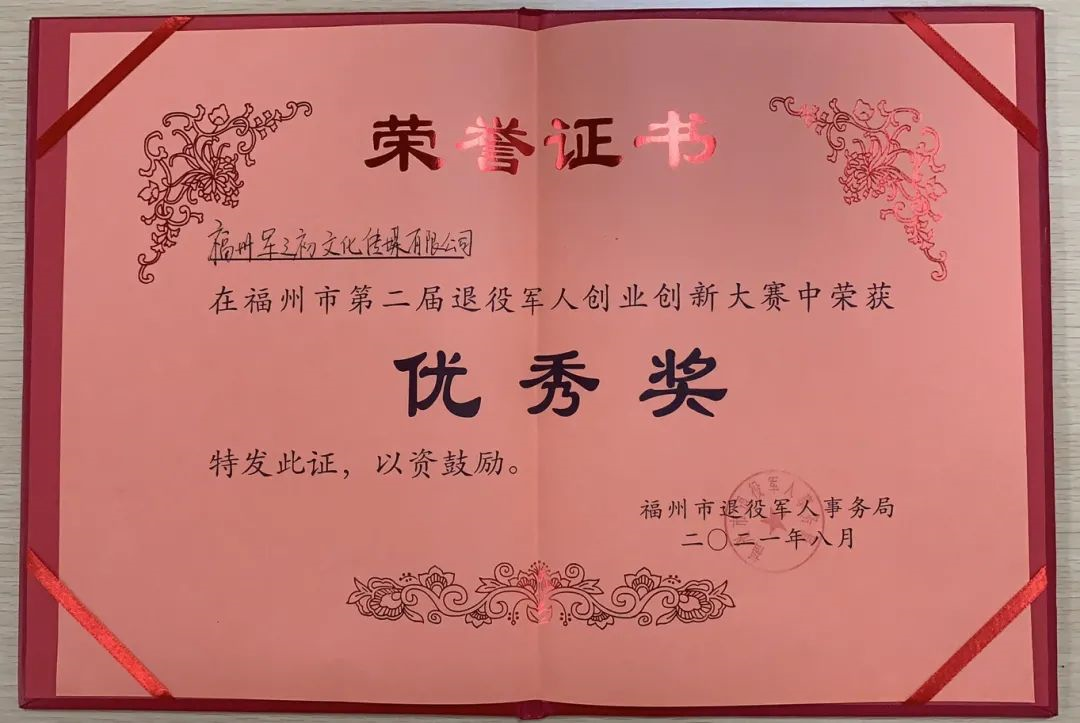 荣誉证书
福州军之初文化传媒有限公司
在福州市第二届退役军人创业创新大赛中荣获
优秀奖
特发此证，以资鼓励。
福州市退役军人事务局
二〇二一年八月